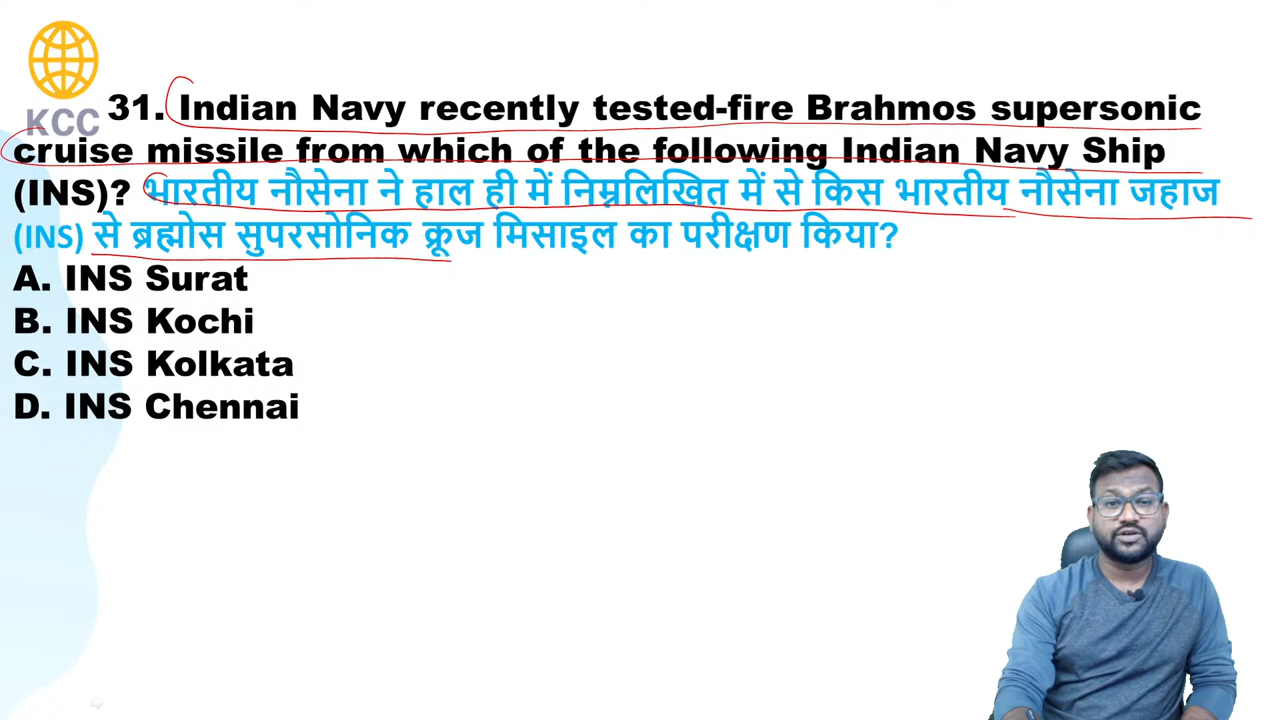 KCC
31. Indian Navy recently tested-fire Brahmos supersonic
cruise missile from which of the following Indian Navy Ship
(INS)? भारतीय नौसेना ने हाल ही में निम्नलिखित में से किस भारतीय नौसेना जहाज
(INS) से ब्रह्मोस सुपरसोनिक क्रूज मिसाइल का परीक्षण किया?
A. INS Surat
B. INS Kochi
C. INS Kolkata
D. INS Chennai